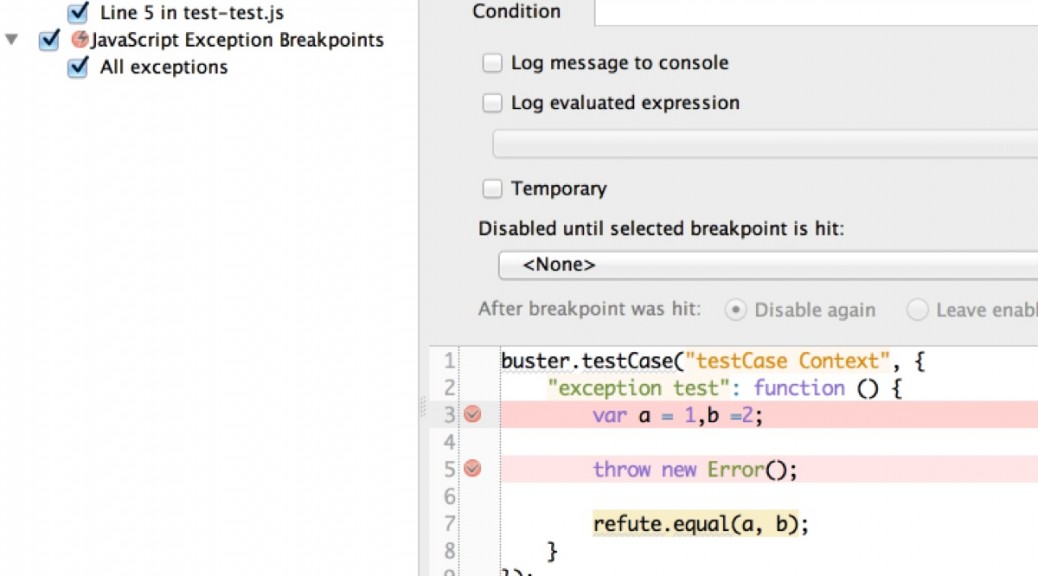 Line 5 in test-test.js
JavaScript Exception Breakpoints
All exceptions
Condition
Log message to console
Log evaluated expression
Temporary
Disabled until selected breakpoint is hit:
<None>
After breakpoint was hit: Disable again Leave enabl
1 buster.testCase("testCase Context", {
2 "exception test": function () {
3 var a = 1,b =2;
4
5 throw new Error();
6
7 refute.equal(a, b);
8 }
9 });